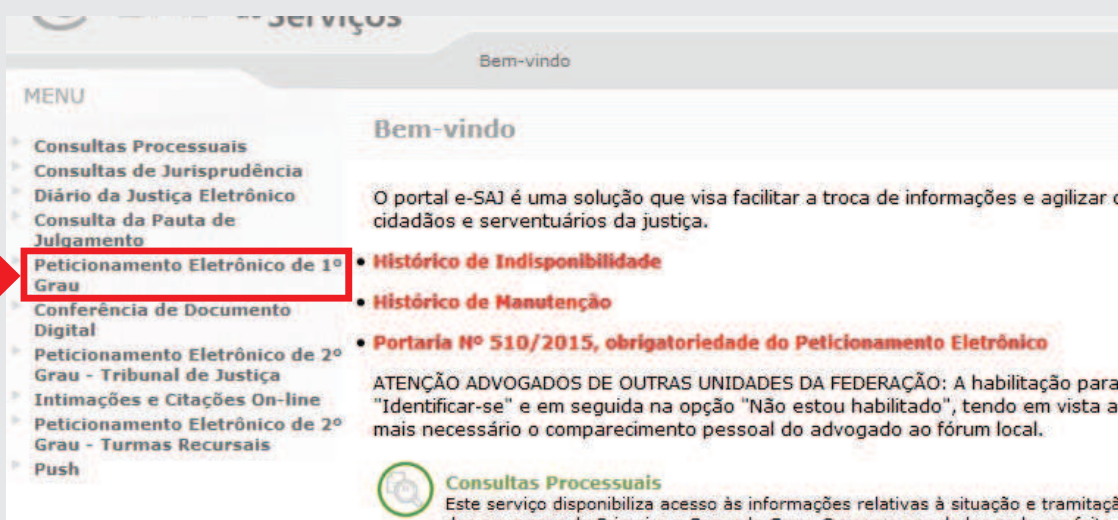 Serviços
Bem-vindo
MENU
Consultas Processuais
Consultas de Jurisprudência
Diário da Justiça Eletrônico
Consulta da Pauta de
Julgamento
Peticionamento Eletrônico de 1º
Grau
Conferência de Documento
Digital
Peticionamento Eletrônico de 2º
Grau - Tribunal de Justiça
Intimações e Citações On-line
Peticionamento Eletrônico de 2º
Grau - Turmas Recursais
Push
Bem-vindo
O portal e-SAJ é uma solução que visa facilitar a troca de informações e agilizar
cidadãos e serventuários da justiça.
• Histórico de Indisponibilidade
• Histórico de Manutenção
• Portaria Nº 510/2015, obrigatoriedade do Peticionamento Eletrônico
ATENÇÃO ADVOGADOS DE OUTRAS UNIDADES DA FEDERAÇÃO: A habilitação para
"Identificar-se" e em seguida na opção "Não estou habilitado", tendo em vista a
mais necessário o comparecimento pessoal do advogado ao fórum local.
Consultas Processuais
Este serviço disponibiliza acesso às informações relativas à situação e